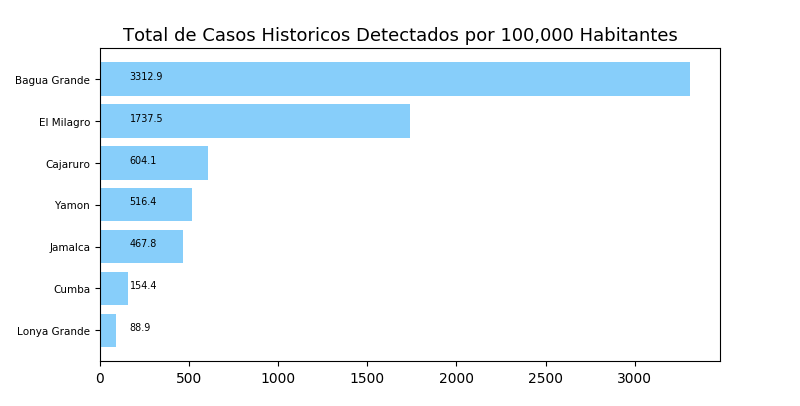 Total de Casos Historicos Detectados por 100,000 Habitantes
Bagua Grande 3312.9
El Milagro 1737.5
Cajaruro 604.1
Yamon 516.4
Jamalca 467.8
Cumba 154.4
Lonya Grande 88.9
0 500 1000 1500 2000 2500 3000